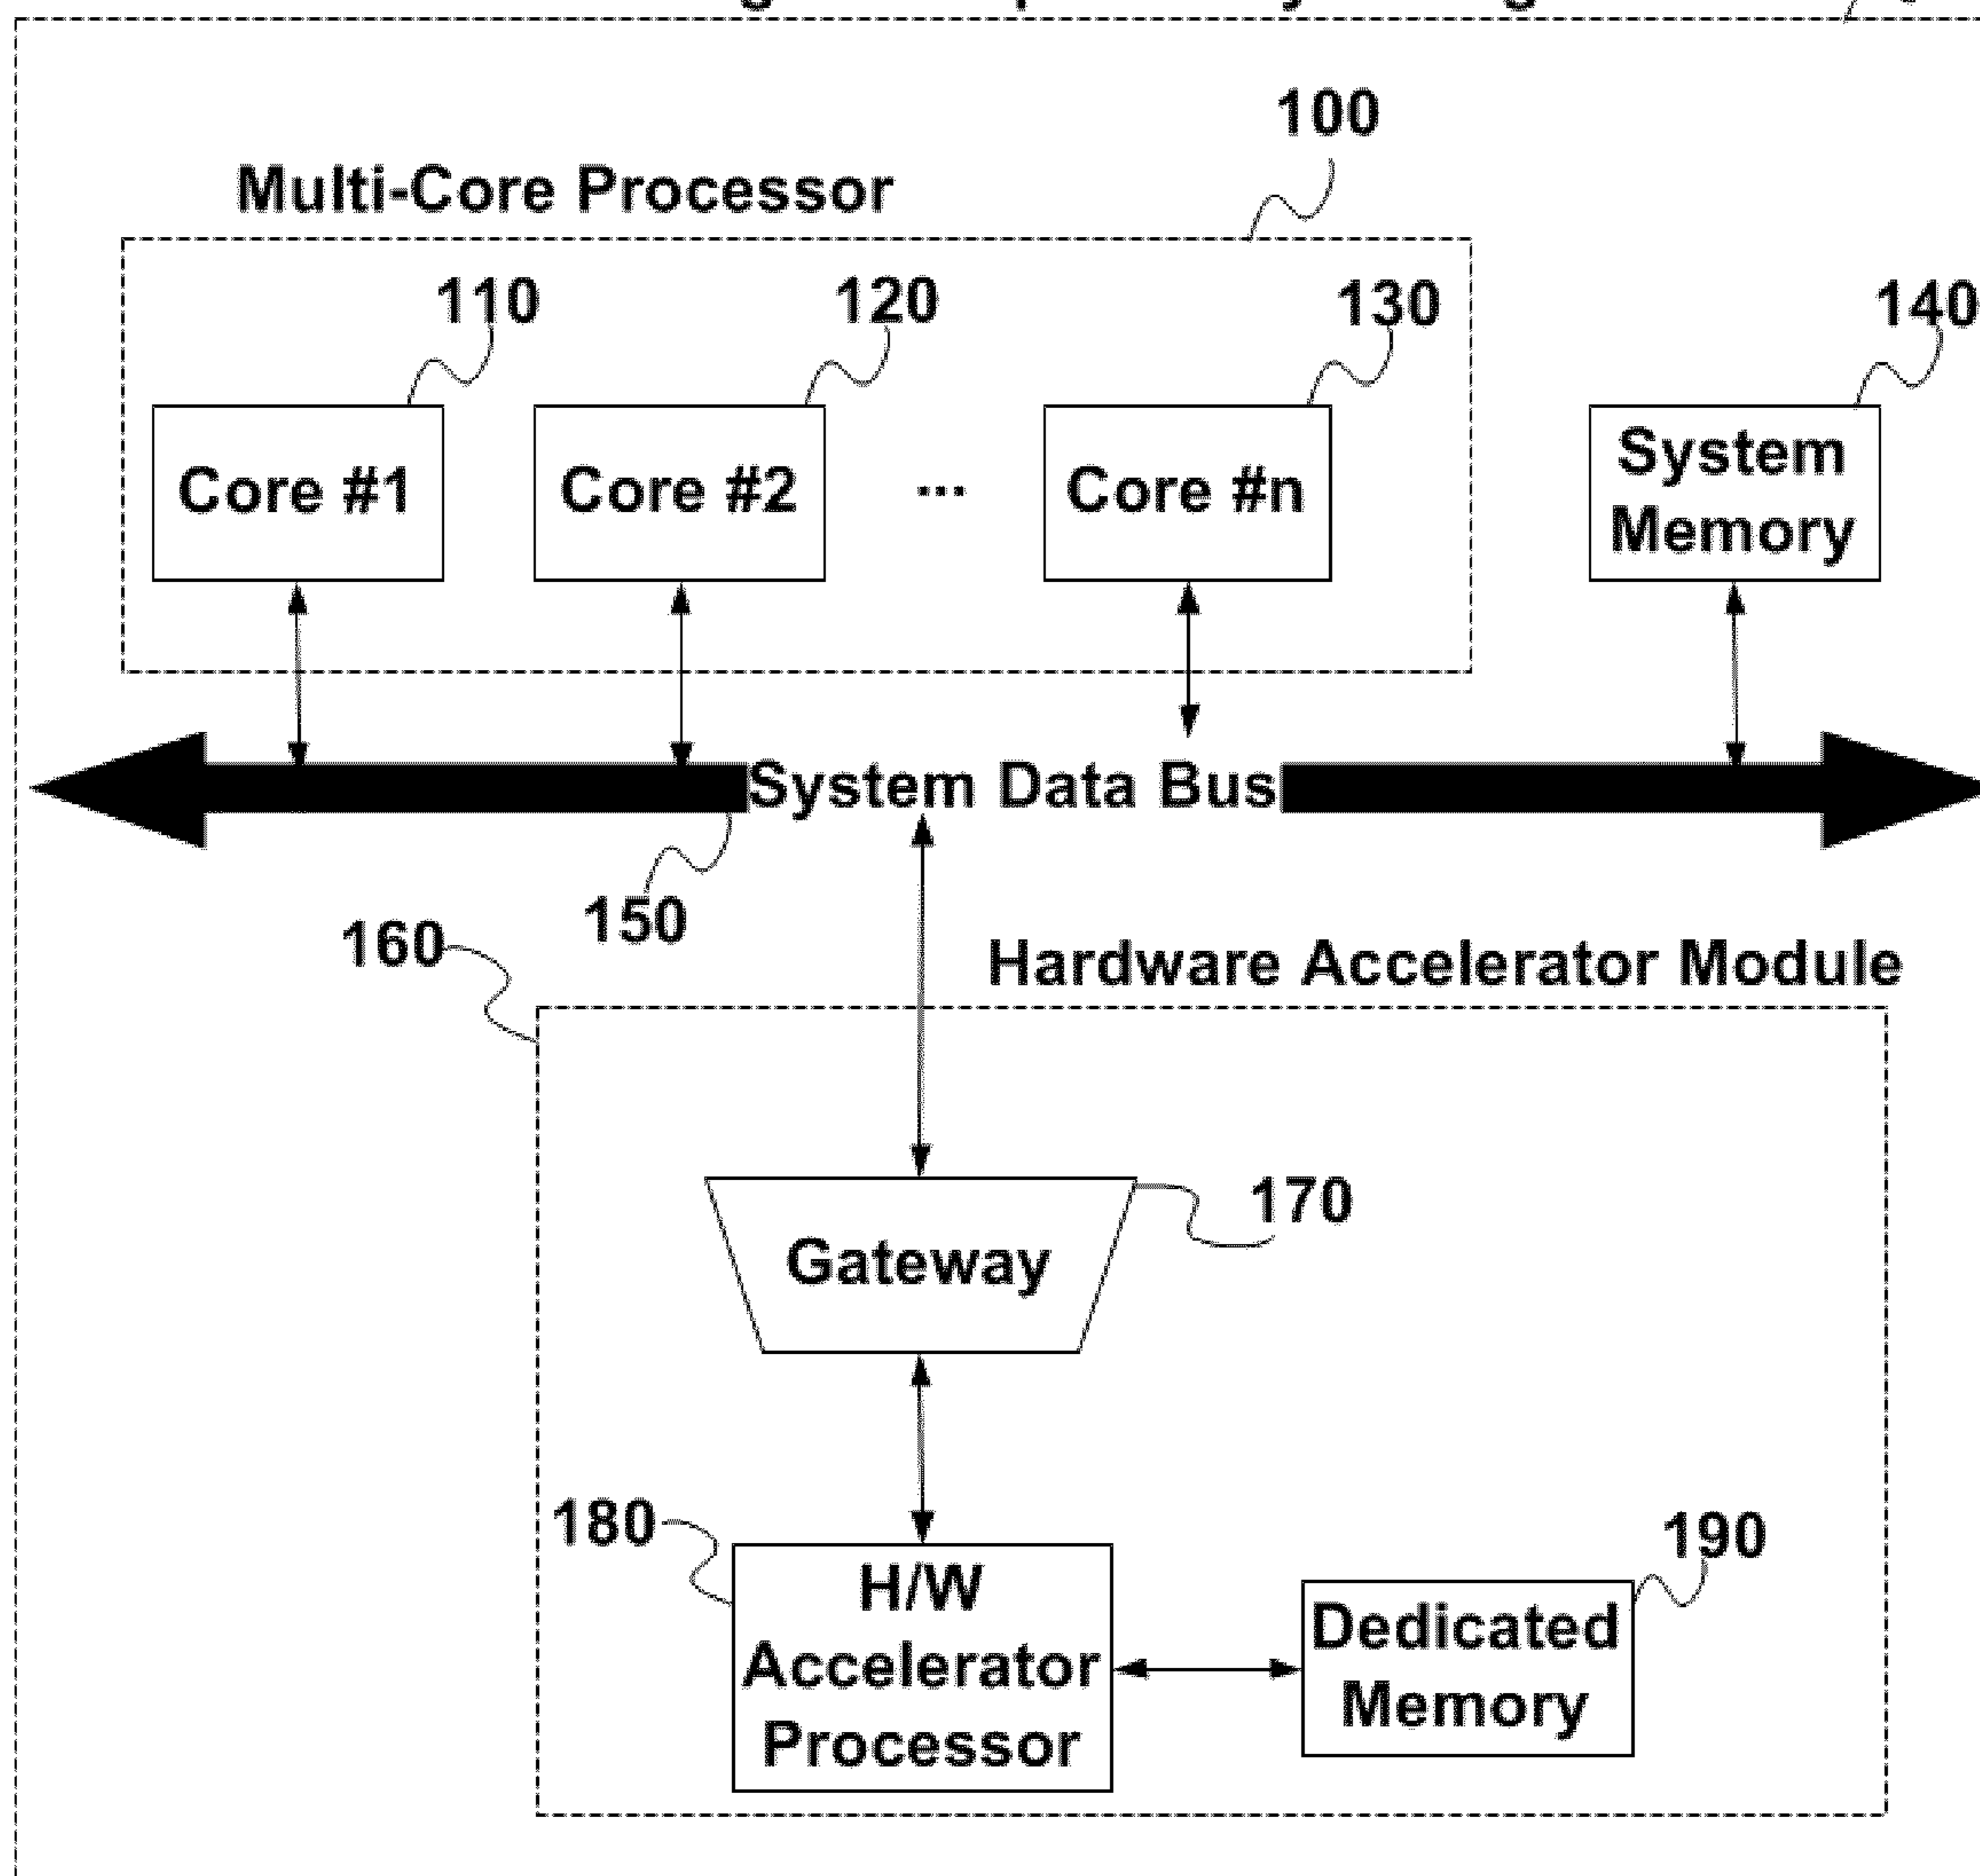 100
Multi-Core Processor
110
120
130
140
Core #1
Core #2
...
Core #n
System
Memory
System Data Bus
150
160
Hardware Accelerator Module
170
Gateway
180
H/W
Accelerator
Processor
190
Dedicated
Memory